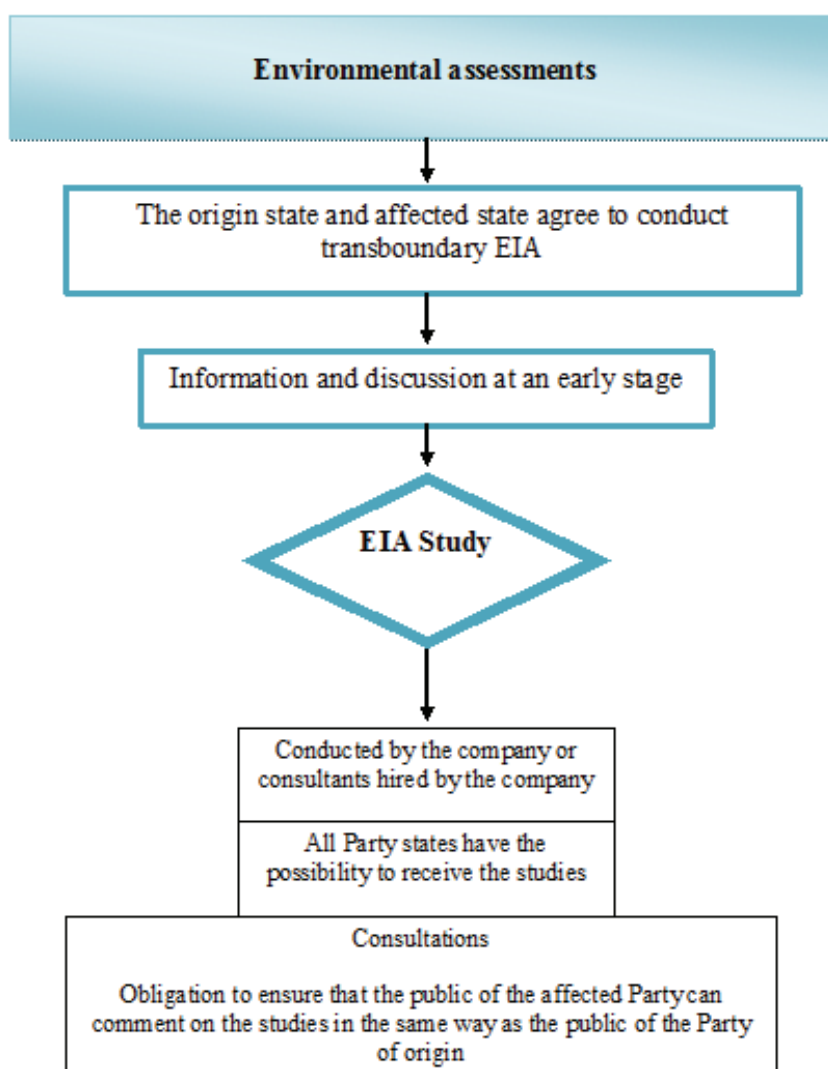 Environmental assessments
The origin state and affected state agree to conduct
transboundary EIA
Information and discussion at an early stage
EIA Study
Conducted by the company or
consultants hired by the company
All Party states have the
possibility to receive the studies
Consultations
Obligation to ensure that the public of the affected Party can
comment on the studies in the same way as the public of the Party
of origin